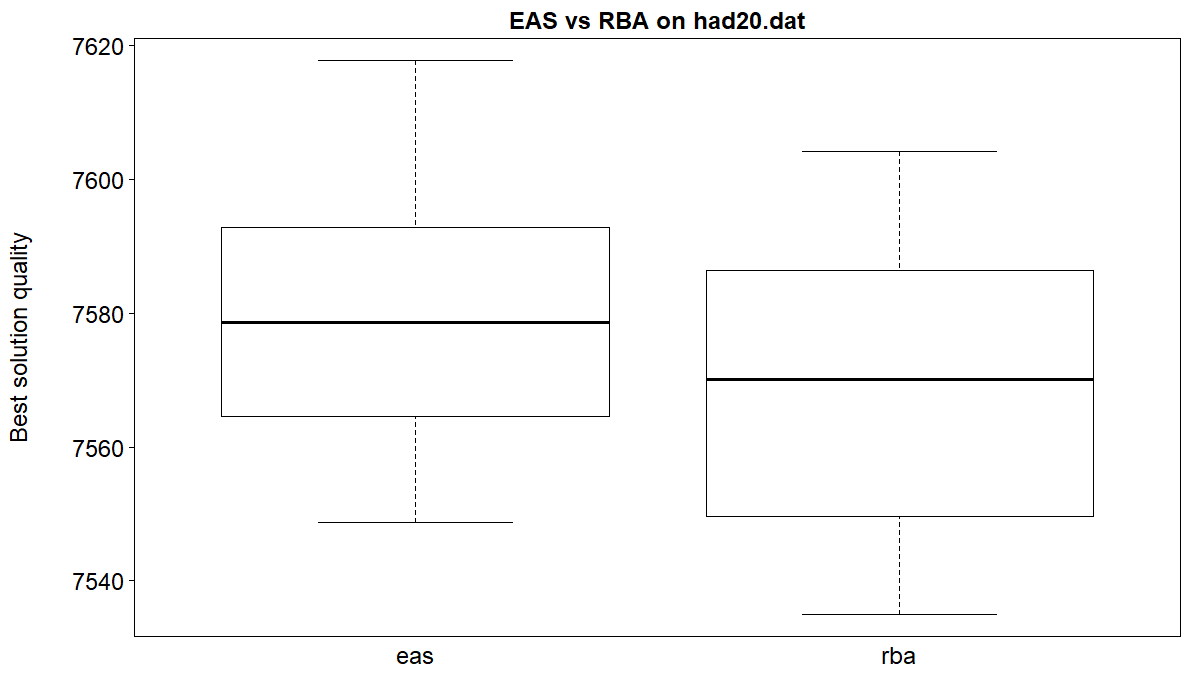 EAS vs RBA on had20.dat
Best solution quality
7620
7600
7580
7560
7540
eas
rba